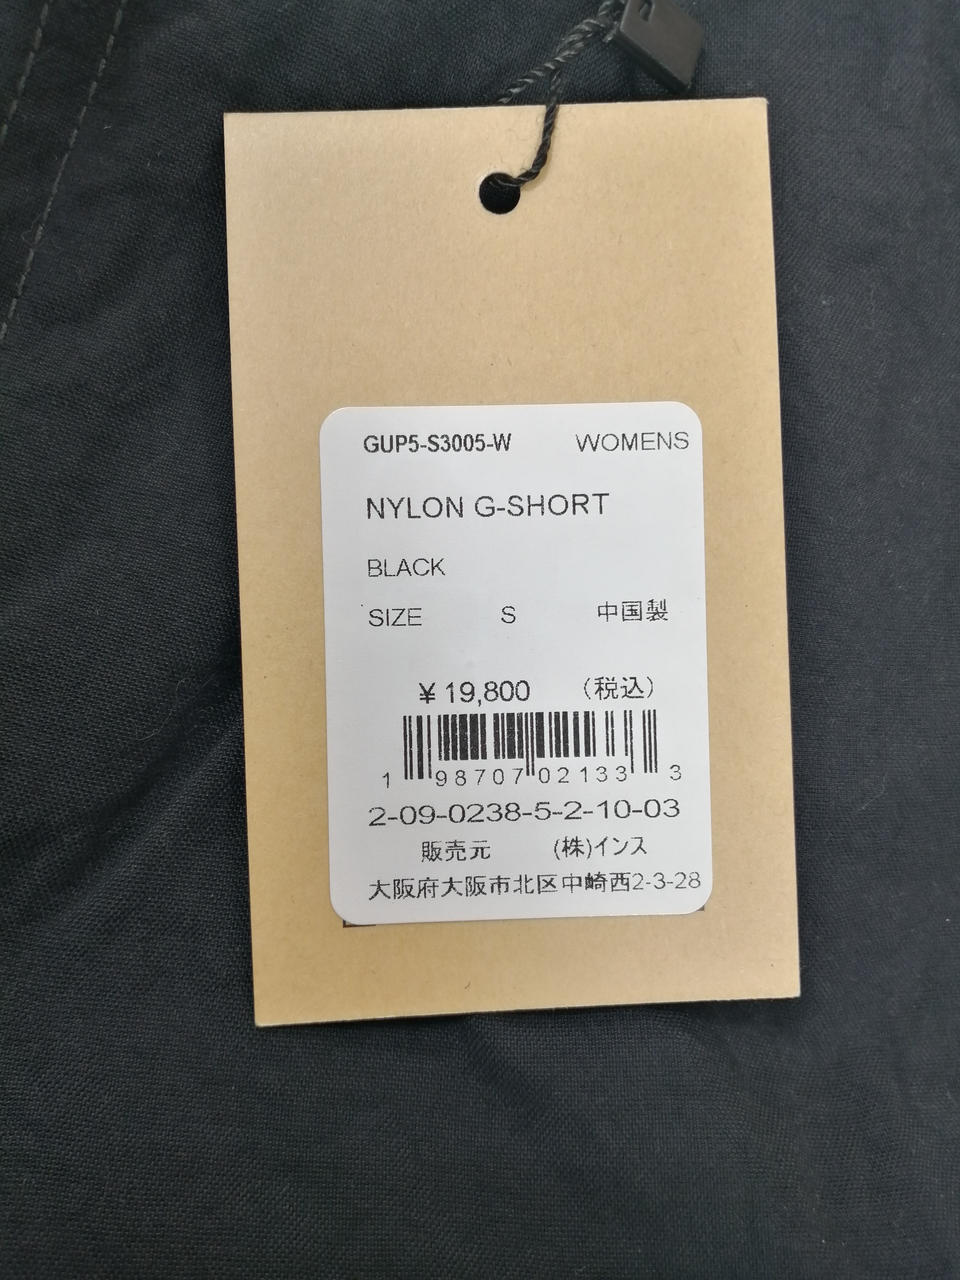 GUP5-S3005-W WOMENS
NYLON G-SHORT
BLACK
SIZE S 中国製
¥ 19,800 (税込)
1 98707 02133 3
2-09-0238-5-2-10-03
販売元 (株)インス
大阪府大阪市北区中崎西2-3-28